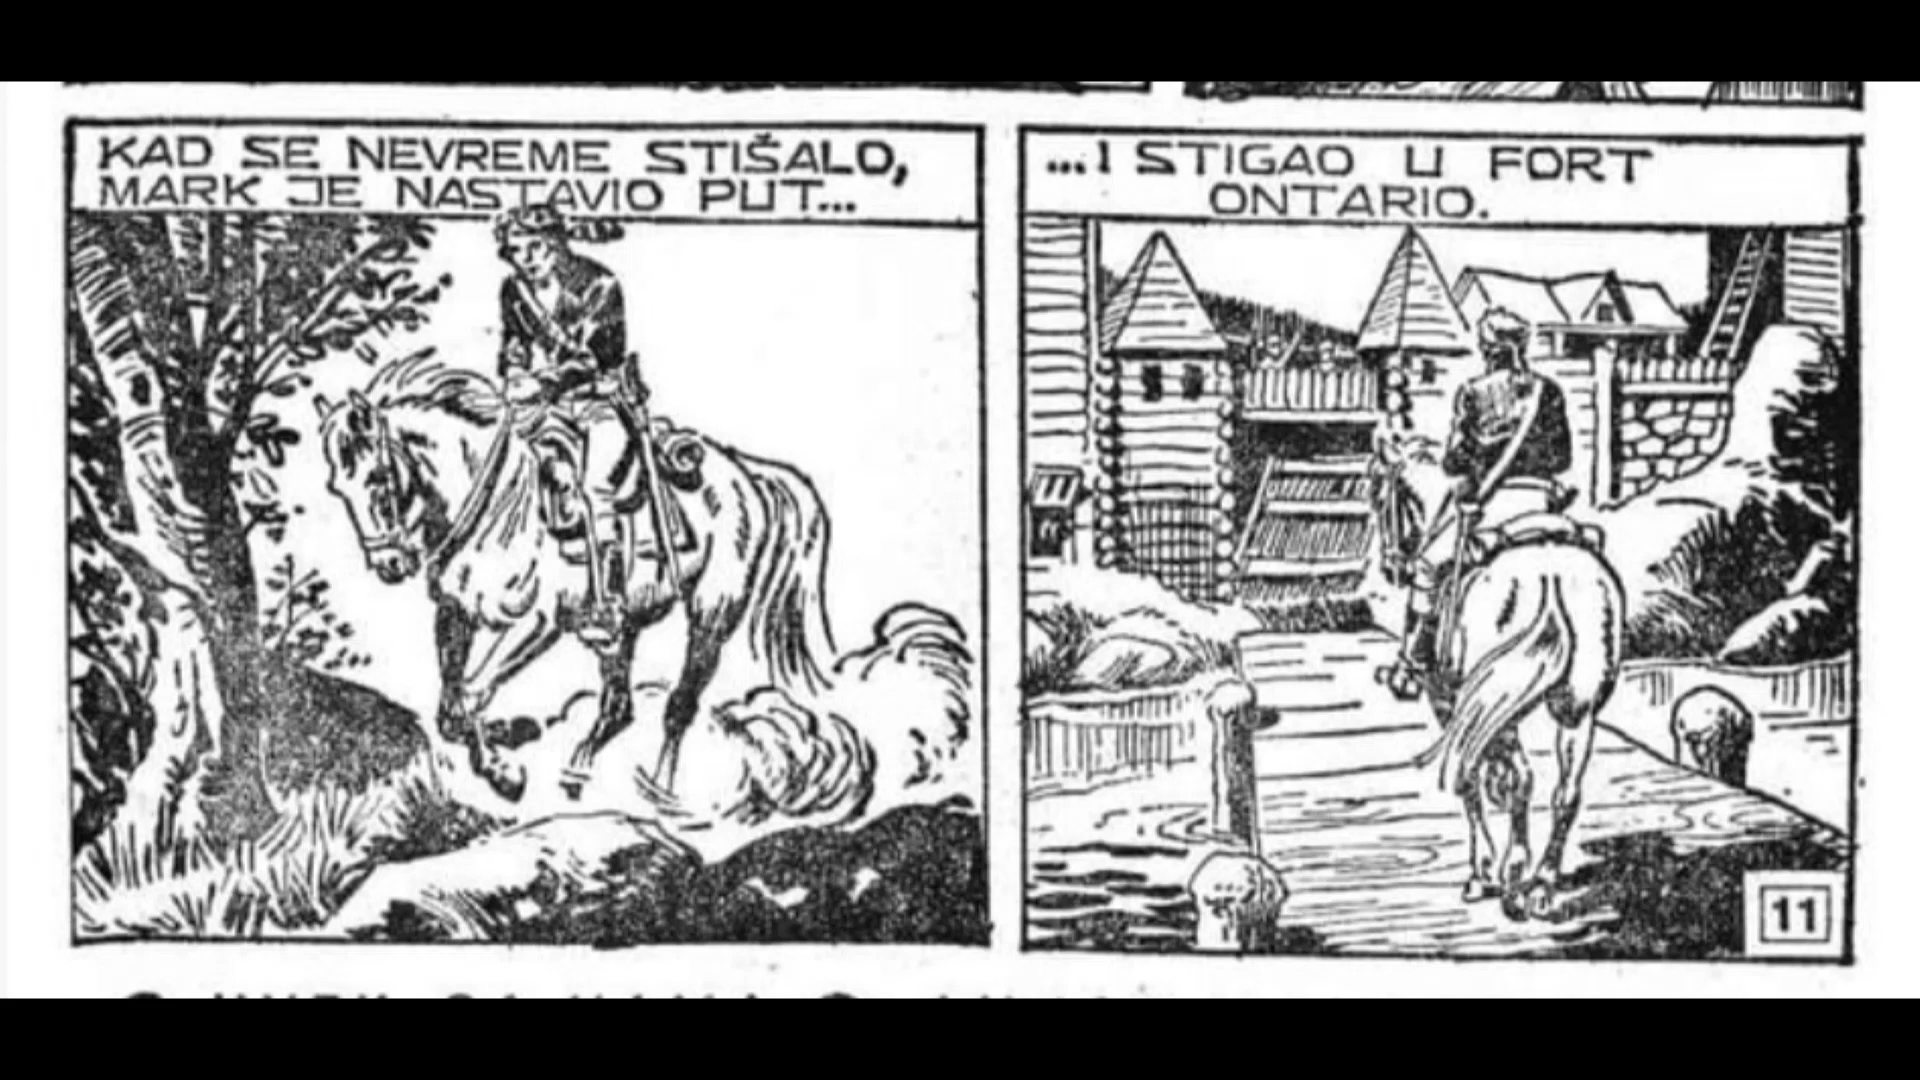 KAD SE NEVREME STIŠALO,
MARK JE NASTAVIO PUT...
...I STIGAO U FORT
ONTARIO.
11